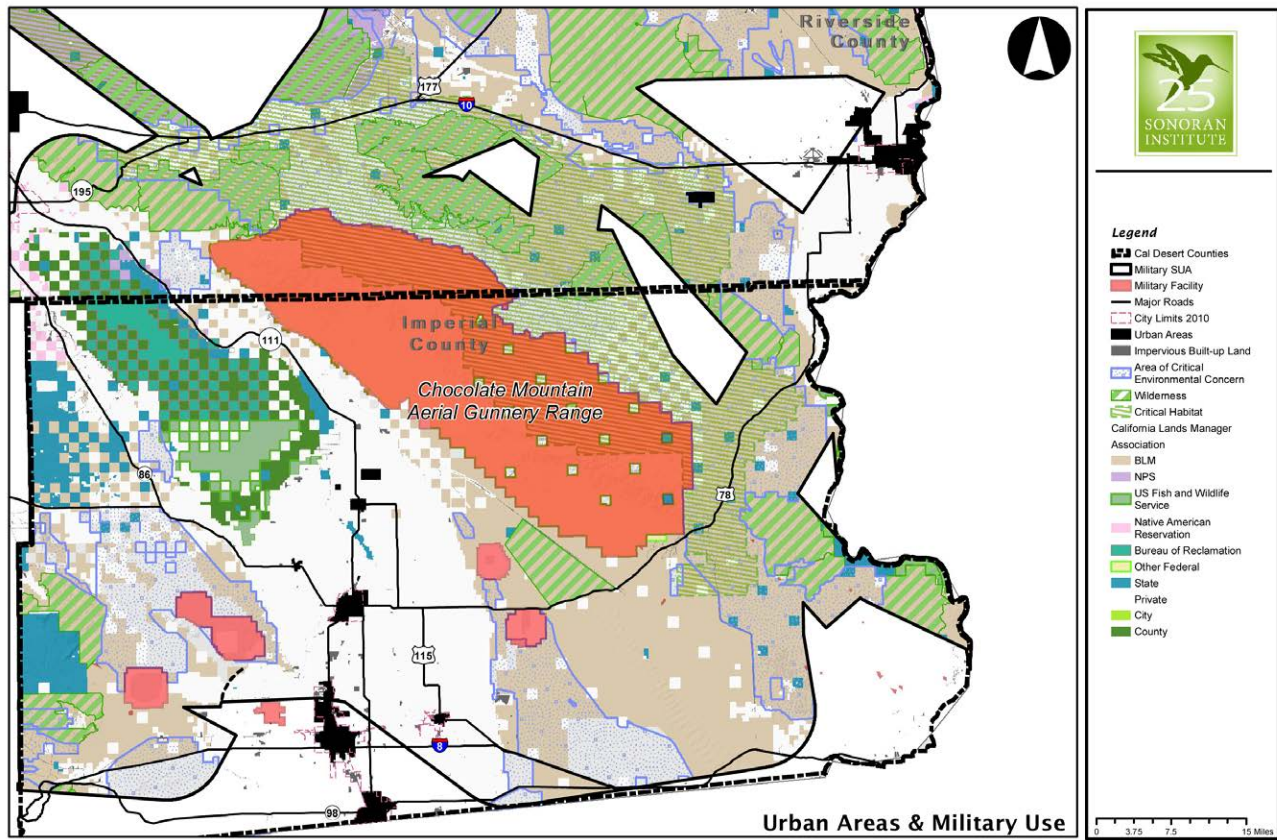 Riverside
County
177
10
195
Imperial
County
111
Chocolate Mountain
Aerial Gunnery Range
86
78
115
8
98
Urban Areas & Military Use
25
SONORAN
INSTITUTE
Legend
Cal Desert Counties
Military SUA
Military Facility
Major Roads
City Limits 2010
Urban Areas
Impervious Built-up Land
Area of Critical
Environmental Concern
Wilderness
Critical Habitat
California Lands Manager
Association
BLM
NPS
US Fish and Wildlife
Service
Native American
Reservation
Bureau of Reclamation
Other Federal
State
Private
City
County
0 3.75 7.5 15 Miles